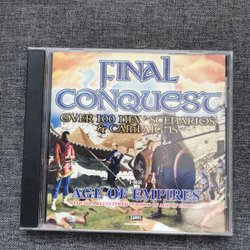 FINAL
CONQUEST
OVER 100 NEW SCENARIOS
& CAMPAIGNS
AGE OF EMPIRES